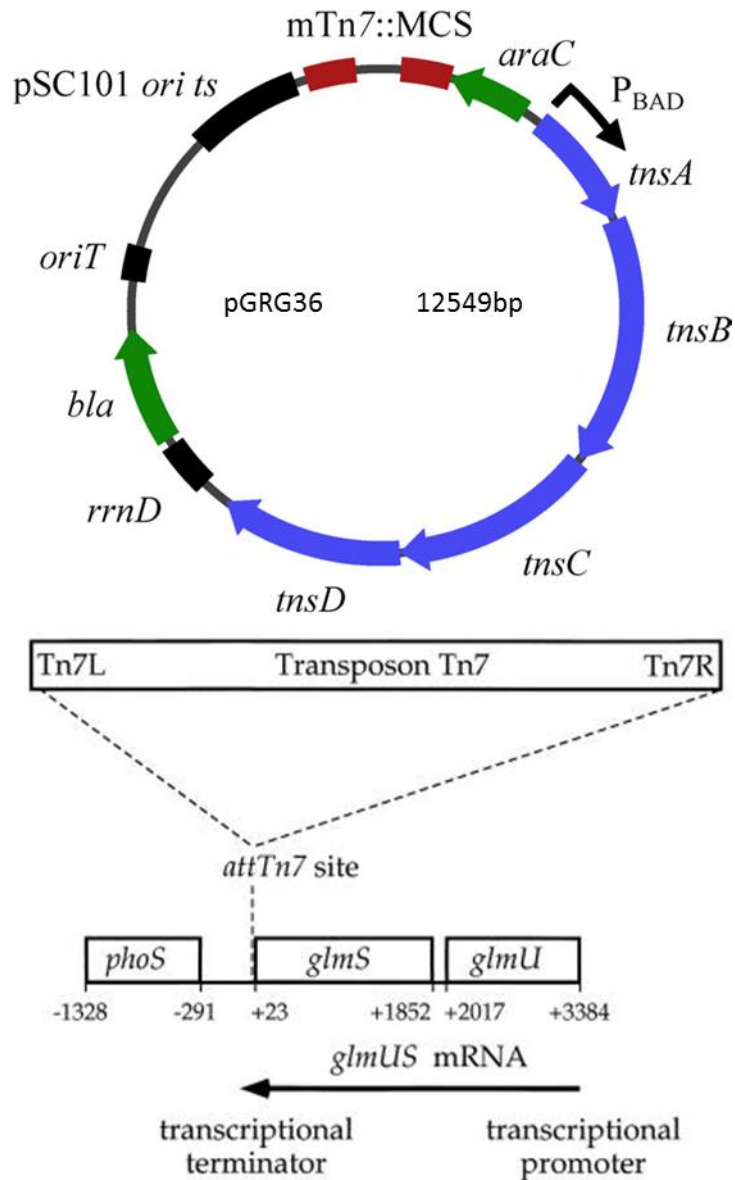 mTn7::MCS
araC
pSC101 ori ts
P_BAD
tnsA
oriT
pGRG36 12549bp
tnsB
bla
rrnD
tnsC
tnsD
Tn7L Transposon Tn7 Tn7R
attTn7 site
phoS glmS glmU
-1328 -291 +23 +1852 +2017 +3384
glmUS mRNA
transcriptional transcriptional
terminator promoter